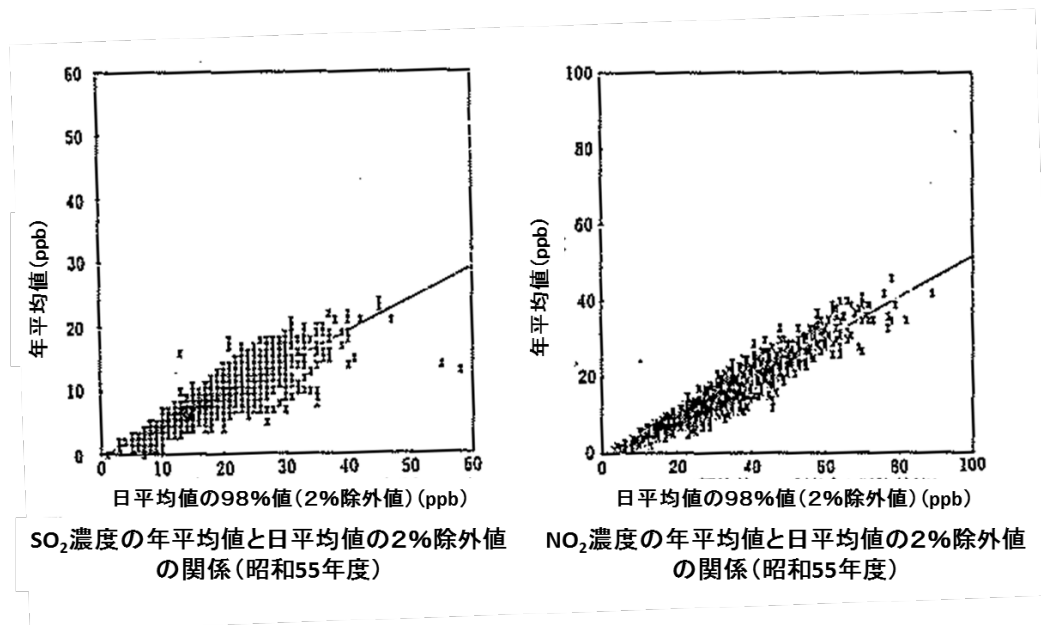 60
50
40
30
20
10
0
年平均値(ppb)
0 10 20 30 40 50 60
日平均値の98%値(2%除外値)(ppb)
SO₂濃度の年平均値と日平均値の2%除外値
の関係(昭和55年度)
100
80
60
40
20
0
年平均値(ppb)
0 20 40 60 80 100
日平均値の98%値(2%除外値)(ppb)
NO₂濃度の年平均値と日平均値の2%除外値
の関係(昭和55年度)